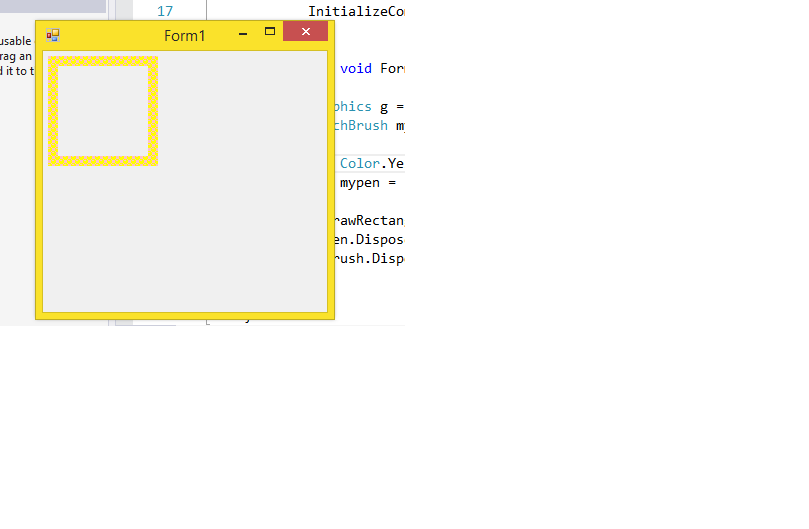 17
InitializeCo
Form1
usable
rag an
d it to t
void For
phics g =
chBrush m
Color.Ye
mypen =
rawRectan
en.Dispos
rush.Disp